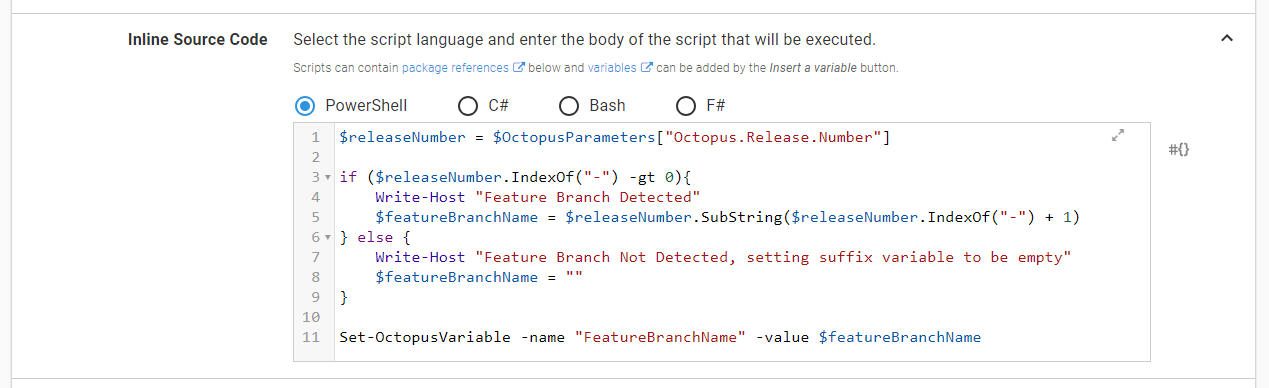 Inline Source Code
Select the script language and enter the body of the script that will be executed.
Scripts can contain package references below and variables can be added by the Insert a variable button.
PowerShell C# Bash F#
1 $releaseNumber = $OctopusParameters["Octopus.Release.Number"]
#{}
2
3 if ($releaseNumber.IndexOf("-") -gt 0){
4     Write-Host "Feature Branch Detected"
5     $featureBranchName = $releaseNumber.SubString($releaseNumber.IndexOf("-") + 1)
6 } else {
7     Write-Host "Feature Branch Not Detected, setting suffix variable to be empty"
8     $featureBranchName = ""
9 }
10
11 Set-OctopusVariable -name "FeatureBranchName" -value $featureBranchName